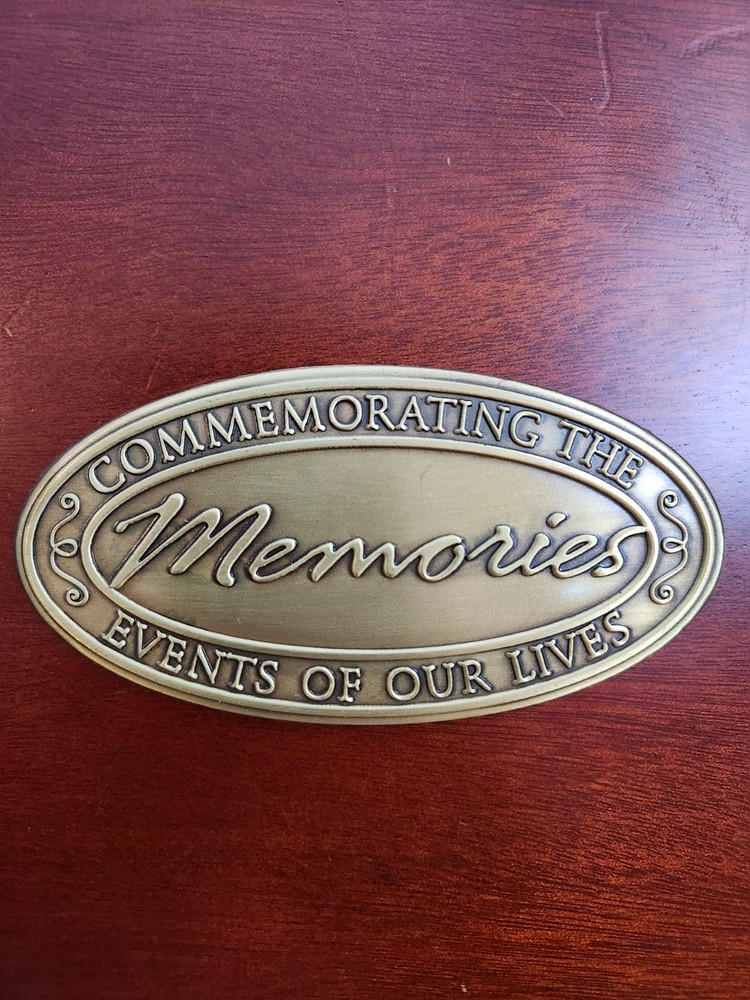 COMMEMORATING THE
Memories
EVENTS OF OUR LIVES